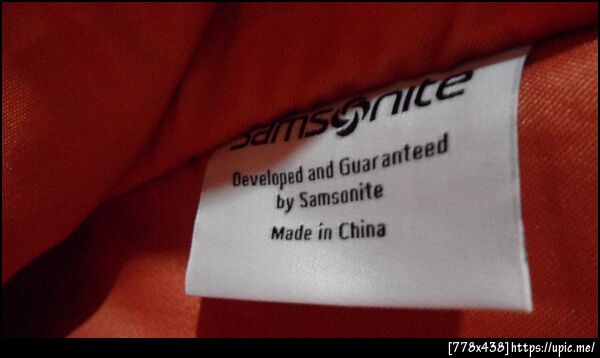 Samsonite
Developed and Guaranteed
by Samsonite
Made in China
[778x438]https://upic.me/